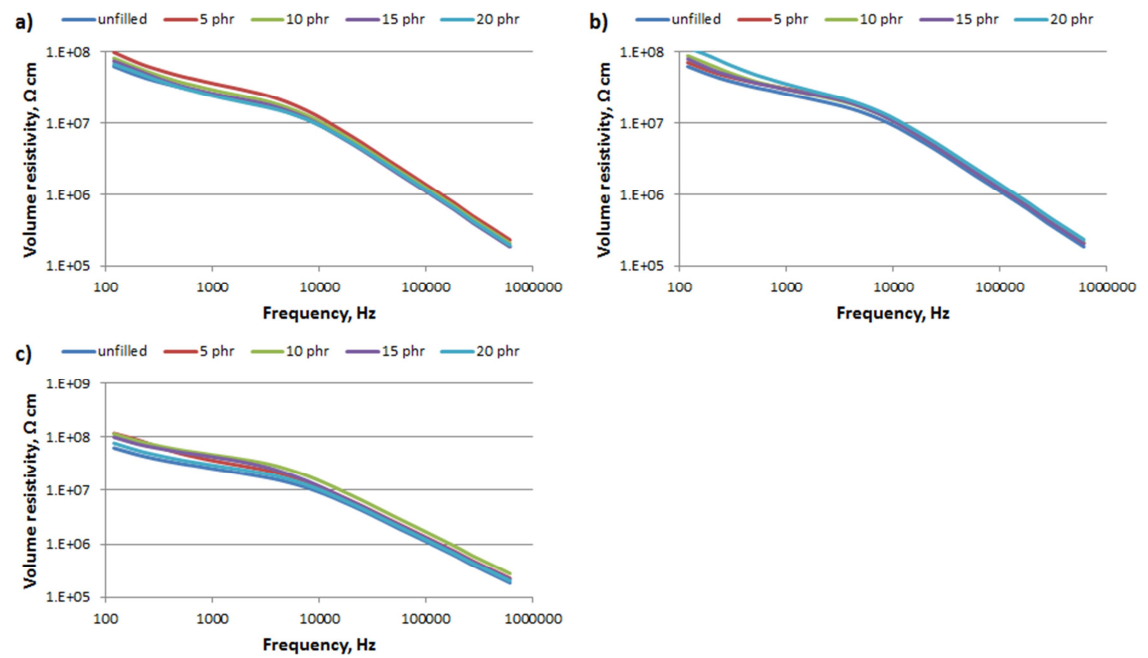 a) unfilled 5 phr 10 phr 15 phr 20 phr
Volume resistivity, Ω cm
1.E+08
1.E+07
1.E+06
1.E+05
100 1000 10000 100000 1000000
Frequency, Hz
b) unfilled 5 phr 10 phr 15 phr 20 phr
Volume resistivity, Ω cm
1.E+08
1.E+07
1.E+06
1.E+05
100 1000 10000 100000 1000000
Frequency, Hz
c) unfilled 5 phr 10 phr 15 phr 20 phr
Volume resistivity, Ω cm
1.E+09
1.E+08
1.E+07
1.E+06
1.E+05
100 1000 10000 100000 1000000
Frequency, Hz